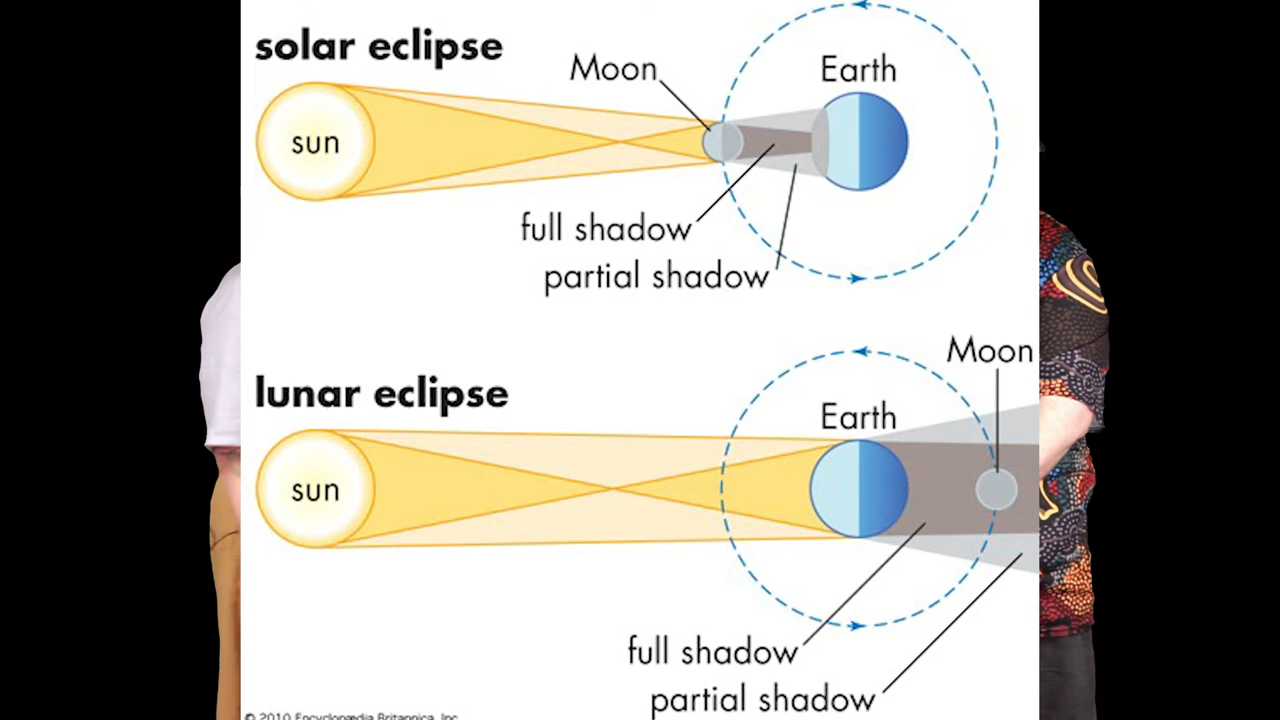 solar eclipse
Moon
Earth
sun
full shadow
partial shadow
Moon
lunar eclipse
Earth
sun
full shadow
partial shadow
© 2010 Encyclopædia Britannica, Inc.